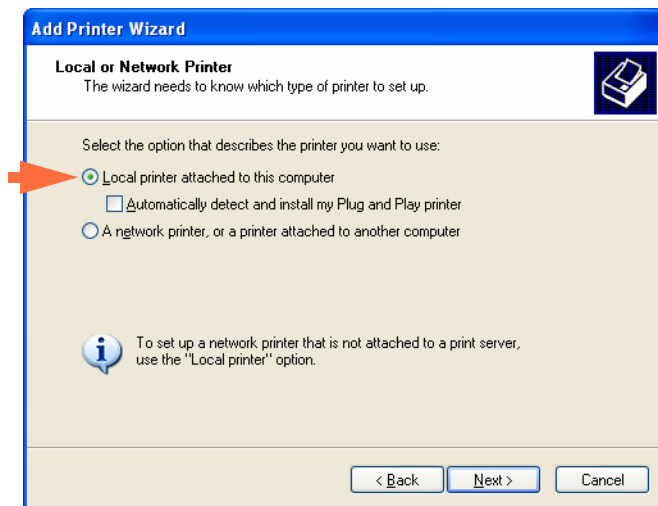 Add Printer Wizard
Local or Network Printer
The wizard needs to know which type of printer to set up.
Select the option that describes the printer you want to use:
Local printer attached to this computer
Automatically detect and install my Plug and Play printer
A network printer, or a printer attached to another computer
To set up a network printer that is not attached to a print server,
use the "Local printer" option.
< Back Next > Cancel